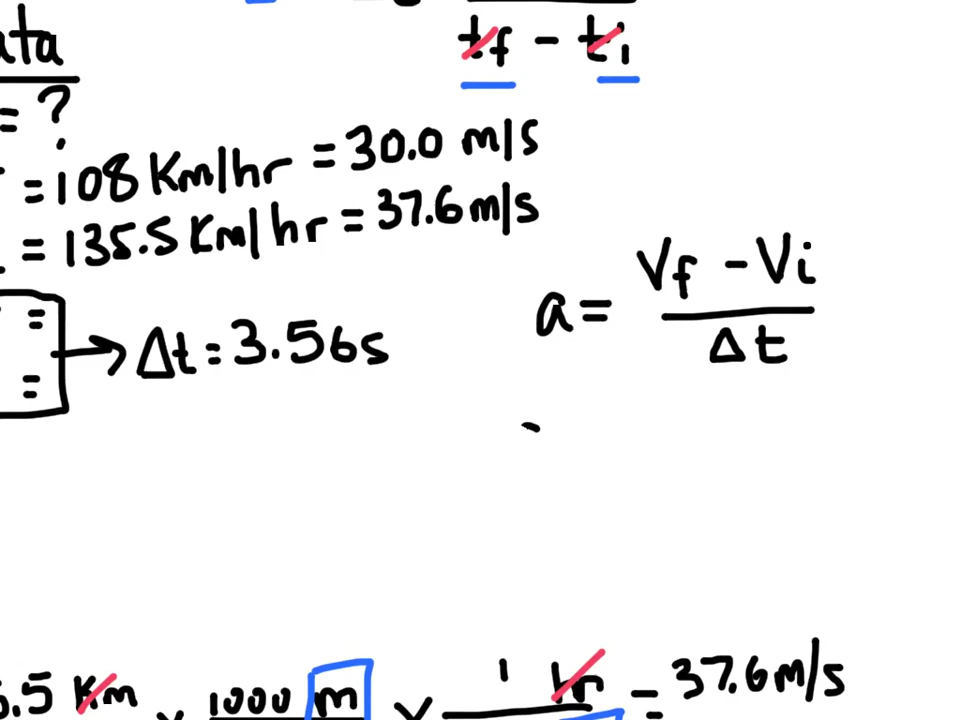 tf - ti
ata
= ?
= 108 Km/hr = 30.0 m/s
= 135.5 Km/hr = 37.6 m/s
=
=
→ Δt = 3.56s
a = Vf - Vi / Δt
.5 Km × 1000 m × 1 hr = 37.6 m/s